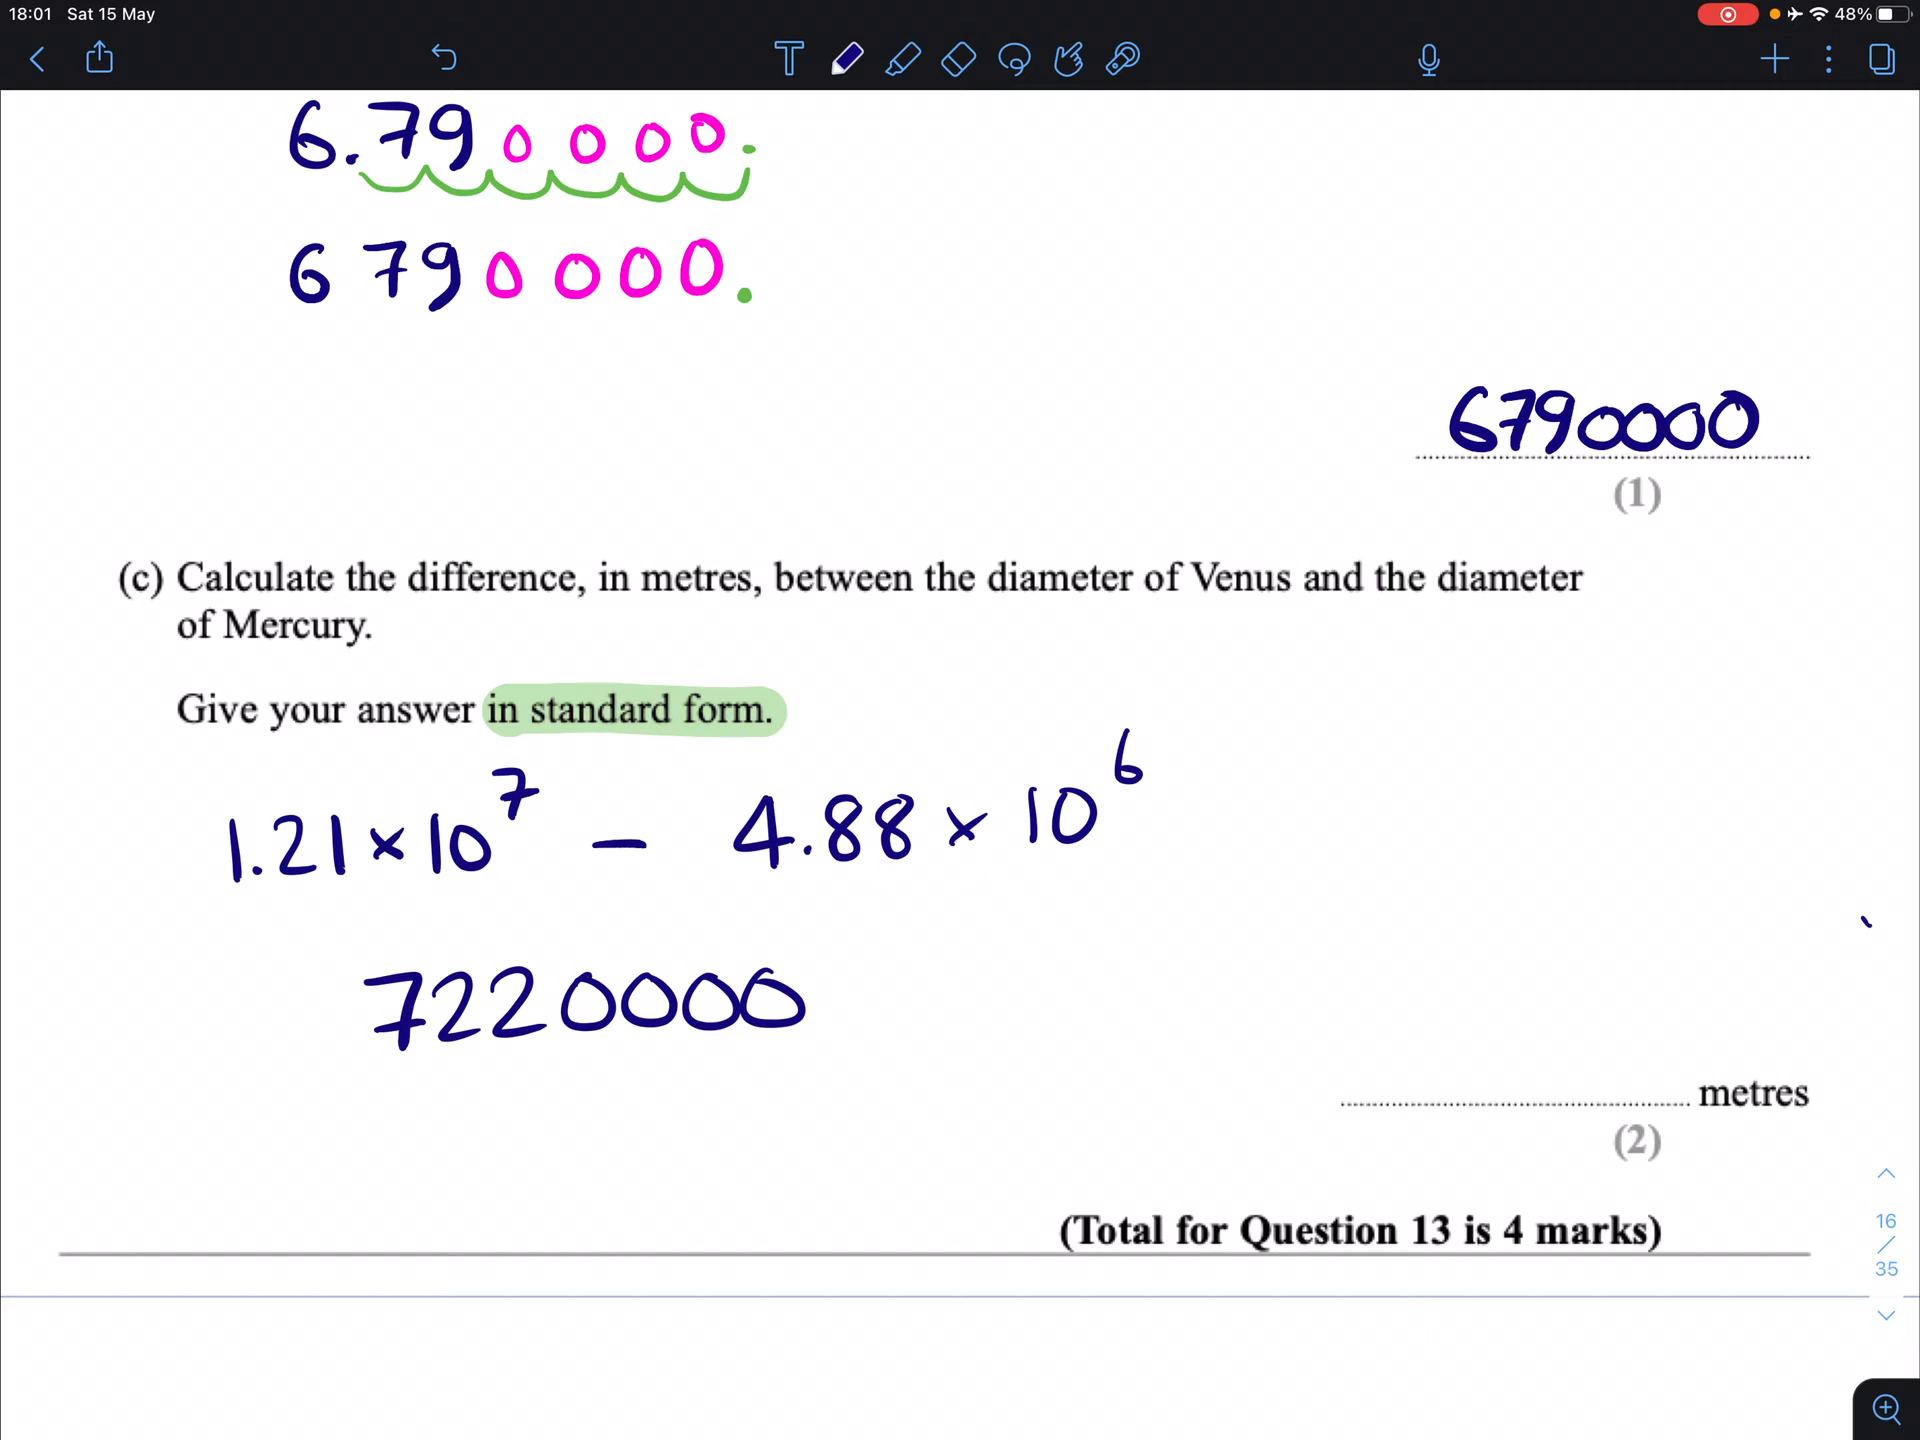 18:01 Sat 15 May
48%
6.790000.
6790000.
6790000
(1)
(c) Calculate the difference, in metres, between the diameter of Venus and the diameter
of Mercury.
Give your answer in standard form.
1.21 × 10⁷ – 4.88 × 10⁶
7220000
metres
(2)
(Total for Question 13 is 4 marks)
16
/
35